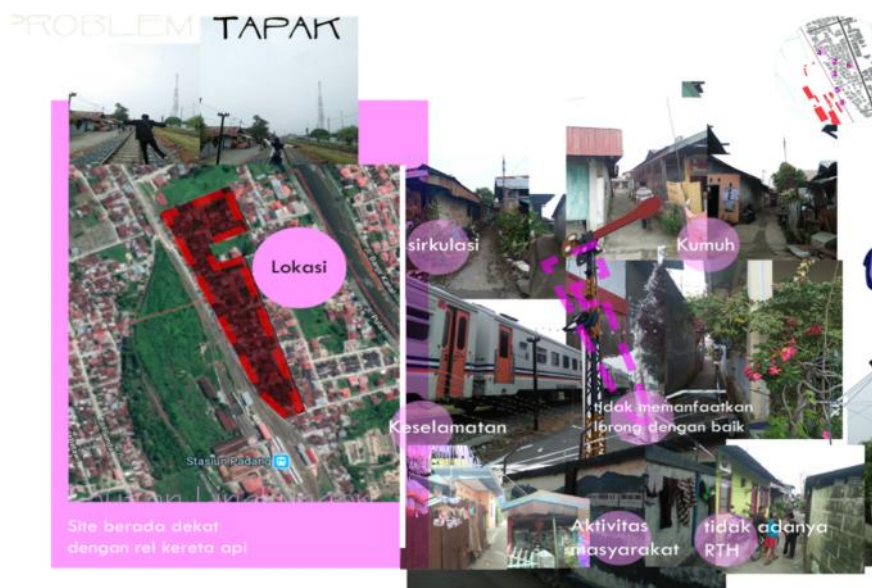 PROBLEM TAPAK
Lokasi
Stasiun Padang
Site berada dekat
dengan rel kereta api
sirkulasi
Kumuh
Keselamatan
tidak memanfaatkan
lorong dengan baik
Aktivitas
masyarakat
tidak adanya
RTH